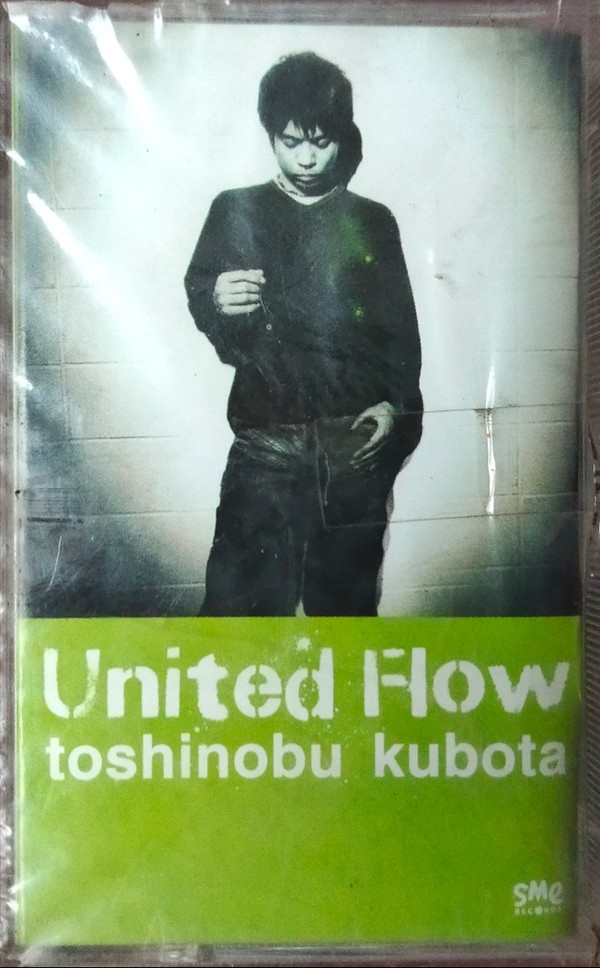 United Flow
toshinobu kubota
SMe
RECORDS